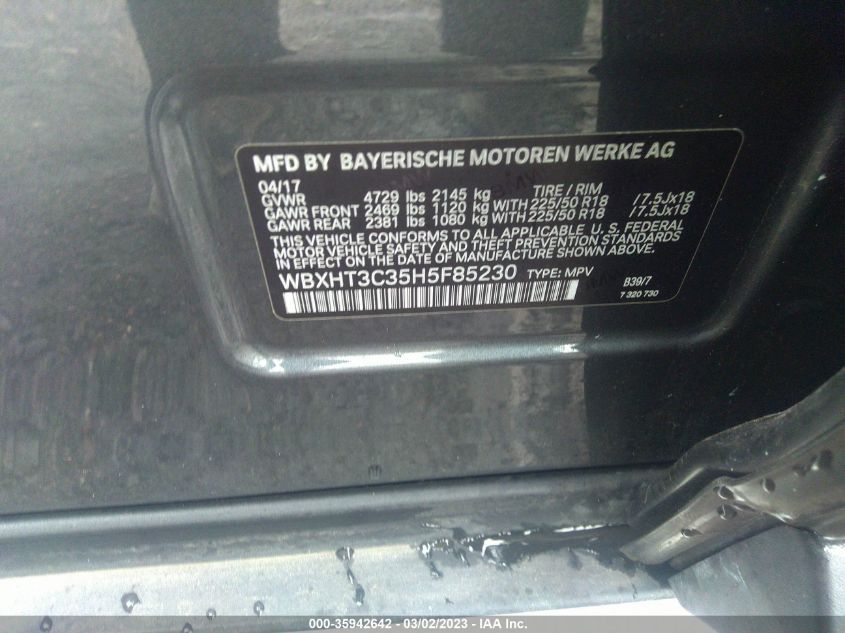 MFD BY BAYERISCHE MOTOREN WERKE AG
04/17
GVWR 4729 lbs 2145 kg TIRE / RIM
GAWR FRONT 2469 lbs 1120 kg WITH 225/50 R18 / 7.5Jx18
GAWR REAR 2381 lbs 1080 kg WITH 225/50 R18 / 7.5Jx18
THIS VEHICLE CONFORMS TO ALL APPLICABLE U. S. FEDERAL
MOTOR VEHICLE SAFETY AND THEFT PREVENTION STANDARDS
IN EFFECT ON THE DATE OF MANUFACTURE SHOWN ABOVE.
WBXHT3C35H5F85230 TYPE: MPV B39/7
7 320 730
000-35942642 - 03/02/2023 - IAA Inc.